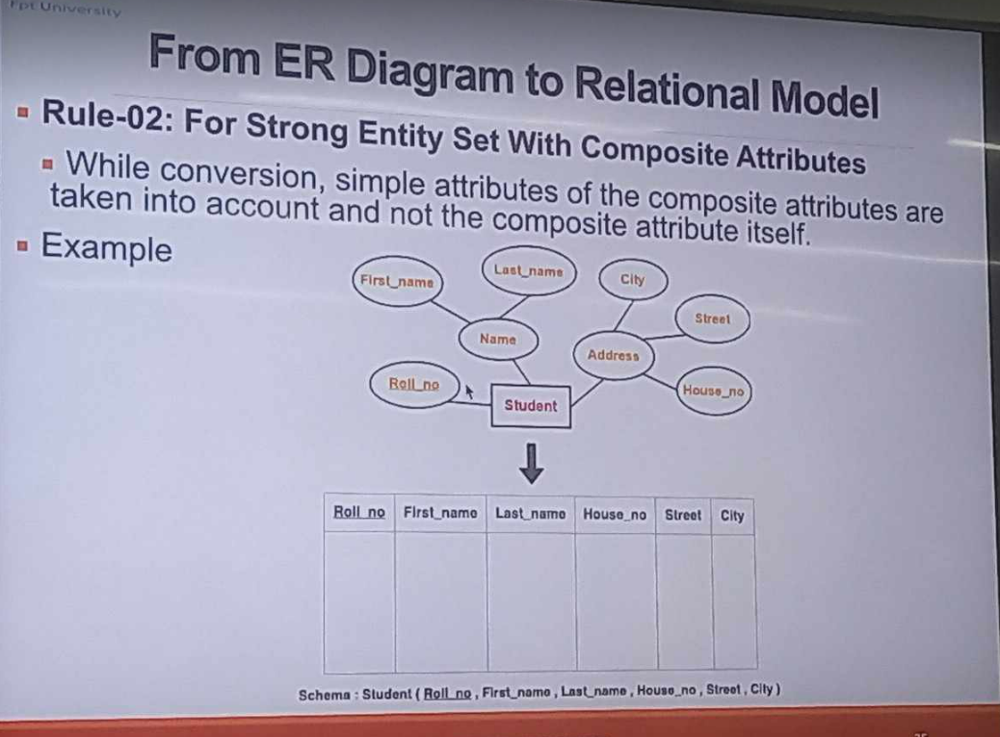 Fpt University
From ER Diagram to Relational Model
Rule-02: For Strong Entity Set With Composite Attributes
While conversion, simple attributes of the composite attributes are
taken into account and not the composite attribute itself.
Example
First_name
Last_name
City
Street
Name
Address
Roll_no
House_no
Student
Roll_no First_name Last_name House_no Street City
Schema : Student ( Roll_no , First_name , Last_name , House_no , Street , City )